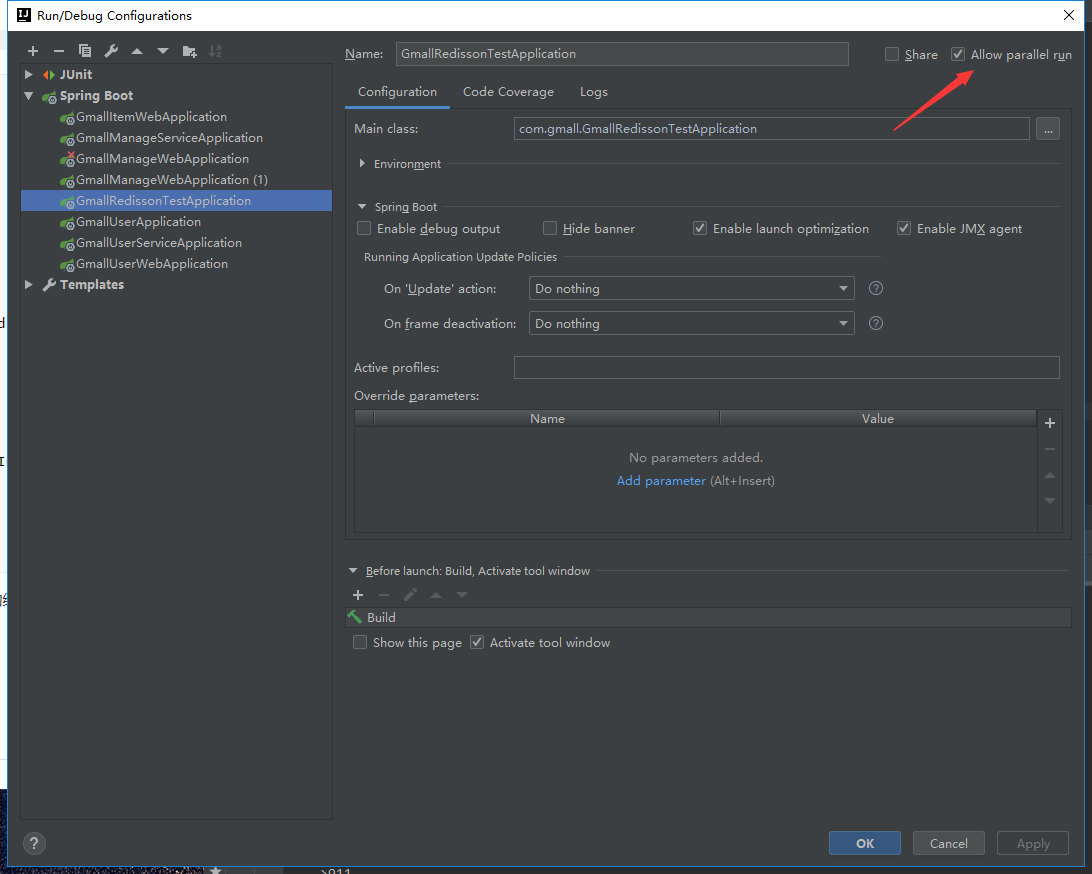 Run/Debug Configurations
JUnit
Spring Boot
GmallItemWebApplication
GmallManageServiceApplication
GmallManageWebApplication
GmallManageWebApplication (1)
GmallRedissonTestApplication
GmallUserApplication
GmallUserServiceApplication
GmallUserWebApplication
Templates
Name: GmallRedissonTestApplication Share Allow parallel run
Configuration Code Coverage Logs
Main class: com.gmall.GmallRedissonTestApplication ...
Environment
Spring Boot
Enable debug output Hide banner Enable launch optimization Enable JMX agent
Running Application Update Policies
On 'Update' action: Do nothing ?
On frame deactivation: Do nothing ?
Active profiles:
Override parameters:
Name Value
No parameters added.
Add parameter (Alt+Insert)
Before launch: Build, Activate tool window
Build
Show this page Activate tool window
? OK Cancel Apply